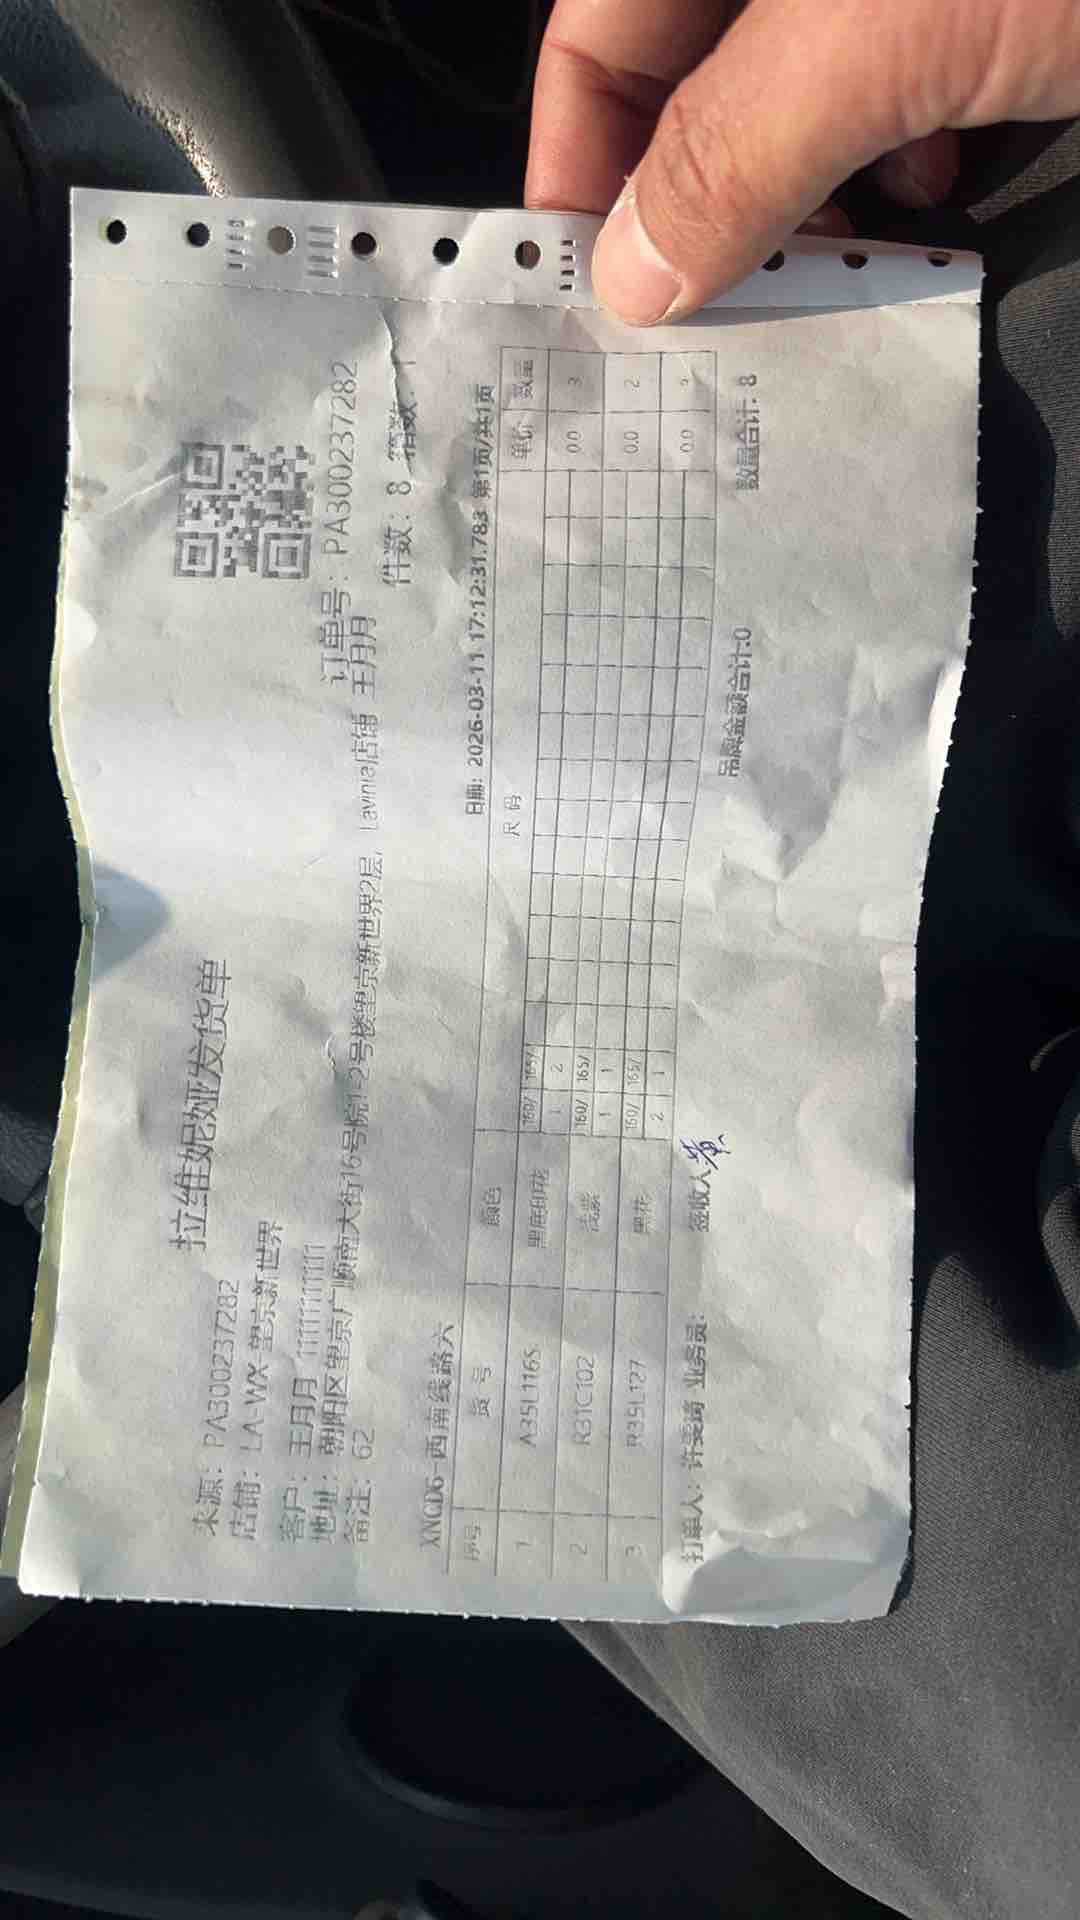 拉维妮娅发货单
来源：PA300237282
店铺：LA-WX 望京新世界
客户：王月月 11111111111
订单号：PA300237282
地址：朝阳区望京广顺南大街16号院1-2号楼望京新世界2层，Lavinia店铺 王月月
备注：62
件数：8 箱数：1
XNCD6-西南线路六
日期：2026-03-11 17:12:31.783 第1页/共1页
序号 货号 颜色 尺码 单价 数量
160/ 165/
1 A35L116S 黑底印花 1 2 0.0 3
160/ 165/
2 R31C102 浅紫 1 1 0.0 2
160/ 165/
3 R35L127 黑花 2 1 0.0 3
吊牌金额合计:0 数量合计: 8
打单人: 许 业务员: 签收人